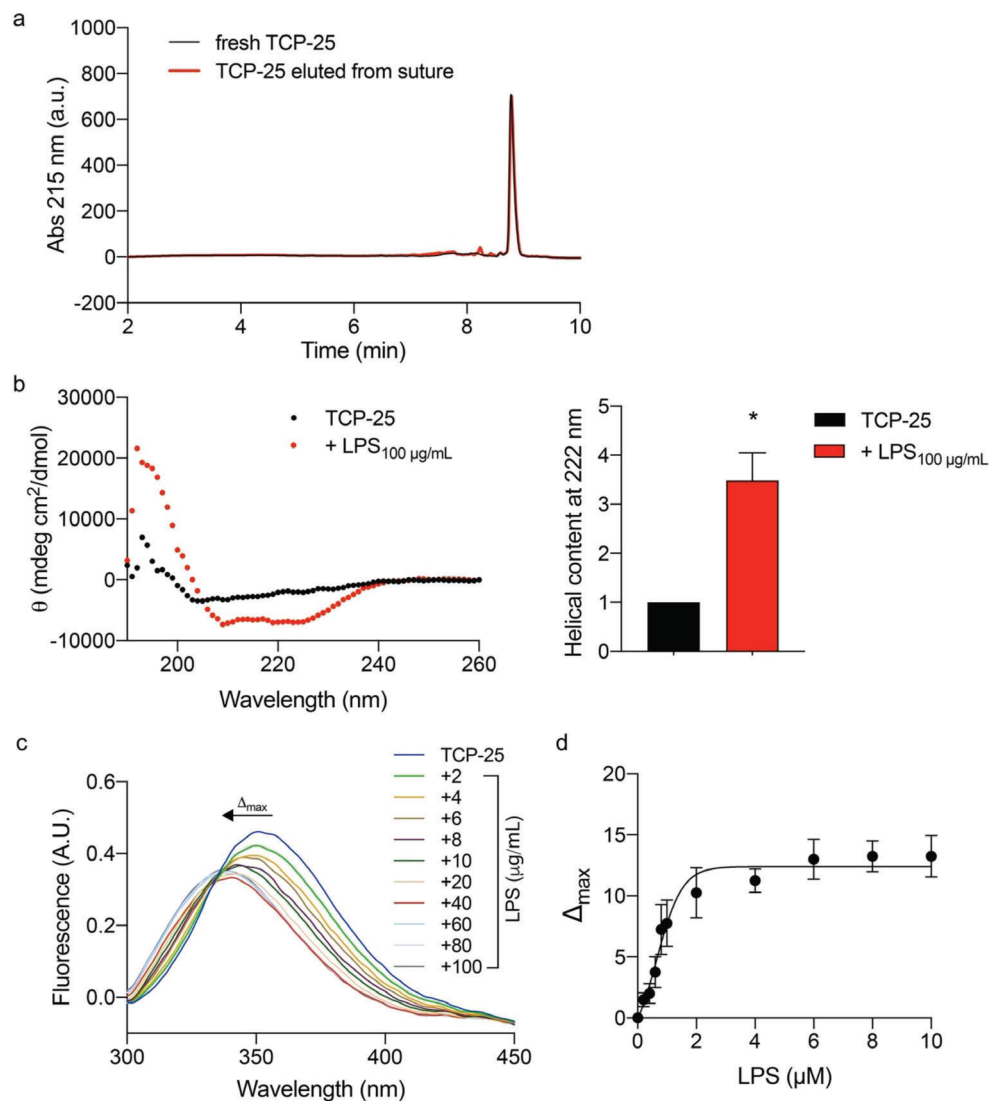 a
1000
800
600
400
200
0
-200
Abs 215 nm (a.u.)
fresh TCP-25
TCP-25 eluted from suture
2 4 6 8 10
Time (min)
b
30000
20000
10000
0
-10000
θ (mdeg cm2/dmol)
TCP-25
+ LPS100 µg/mL
200 220 240 260
Wavelength (nm)
5
4
3
2
1
0
Helical content at 222 nm
*
TCP-25
+ LPS100 µg/mL
c
0.6
0.4
0.2
0.0
Fluorescence (A.U.)
Δmax
TCP-25
+2
+4
+6
+8
+10
+20
+40
+60
+80
+100
LPS (µg/mL)
300 350 400 450
Wavelength (nm)
d
20
15
10
5
0
Δmax
0 2 4 6 8 10
LPS (µM)